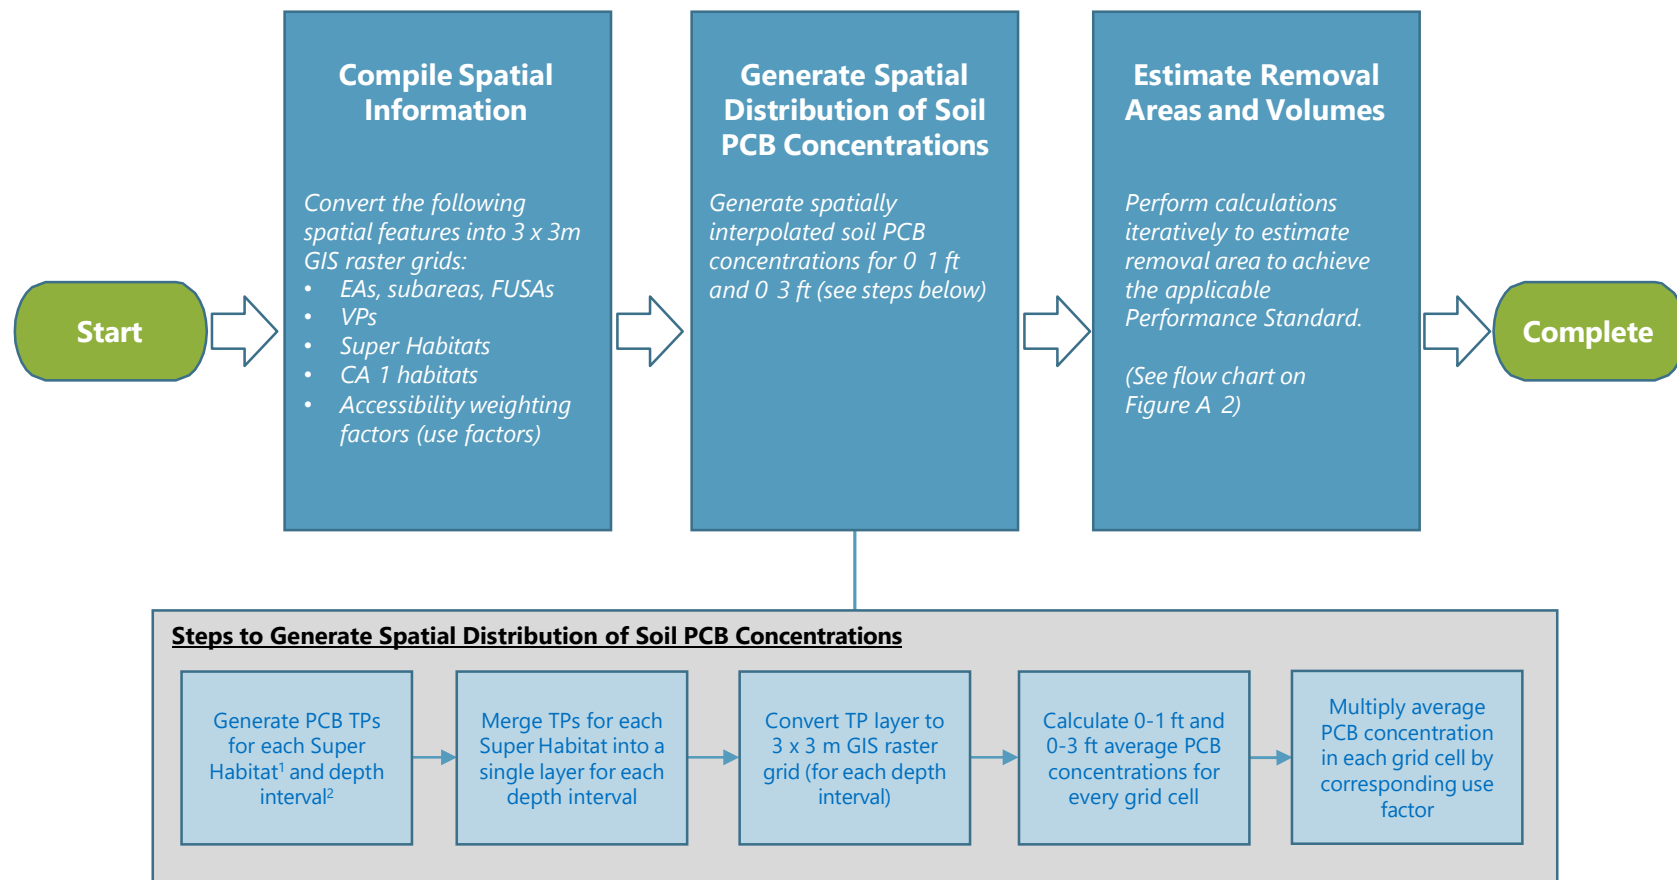 Start
Compile Spatial
Information
Convert the following
spatial features into 3 x 3m
GIS raster grids:
• EAs, subareas, FUSAs
• VPs
• Super Habitats
• CA 1 habitats
• Accessibility weighting
factors (use factors)
Generate Spatial
Distribution of Soil
PCB Concentrations
Generate spatially
interpolated soil PCB
concentrations for 0 1 ft
and 0 3 ft (see steps below)
Estimate Removal
Areas and Volumes
Perform calculations
iteratively to estimate
removal area to achieve
the applicable
Performance Standard.
(See flow chart on
Figure A 2)
Complete
Steps to Generate Spatial Distribution of Soil PCB Concentrations
Generate PCB TPs
for each Super
Habitat¹ and depth
interval²
Merge TPs for each
Super Habitat into a
single layer for each
depth interval
Convert TP layer to
3 x 3 m GIS raster
grid (for each depth
interval)
Calculate 0-1 ft and
0-3 ft average PCB
concentrations for
every grid cell
Multiply average
PCB concentration
in each grid cell by
corresponding use
factor